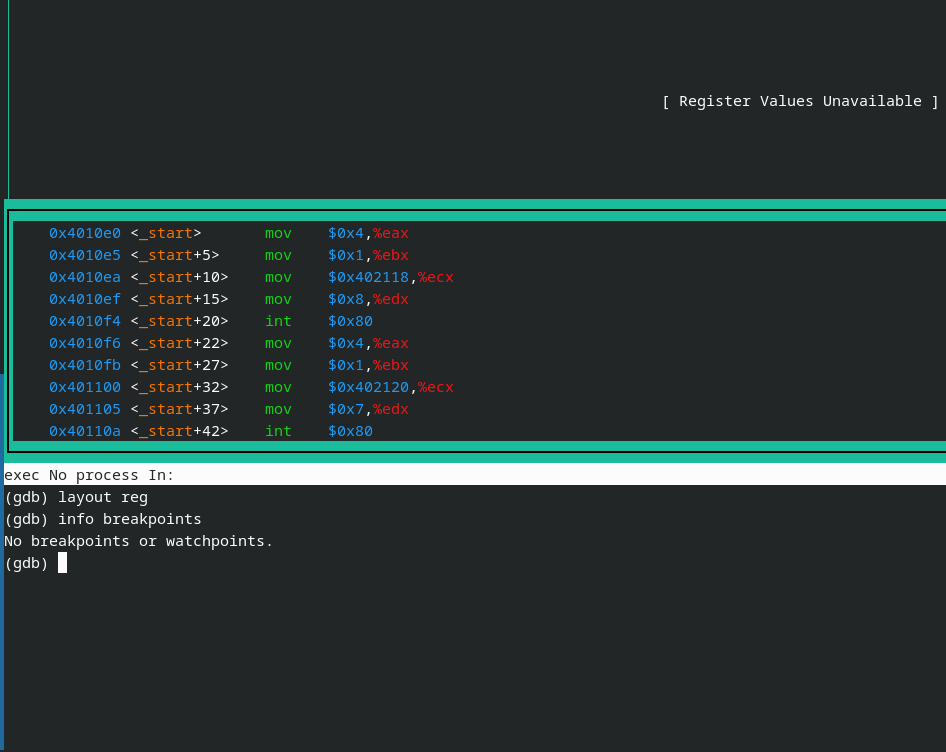 [ Register Values Unavailable ]
0x4010e0 <_start> mov $0x4,%eax
0x4010e5 <_start+5> mov $0x1,%ebx
0x4010ea <_start+10> mov $0x402118,%ecx
0x4010ef <_start+15> mov $0x8,%edx
0x4010f4 <_start+20> int $0x80
0x4010f6 <_start+22> mov $0x4,%eax
0x4010fb <_start+27> mov $0x1,%ebx
0x401100 <_start+32> mov $0x402120,%ecx
0x401105 <_start+37> mov $0x7,%edx
0x40110a <_start+42> int $0x80
exec No process In:
(gdb) layout reg
(gdb) info breakpoints
No breakpoints or watchpoints.
(gdb)